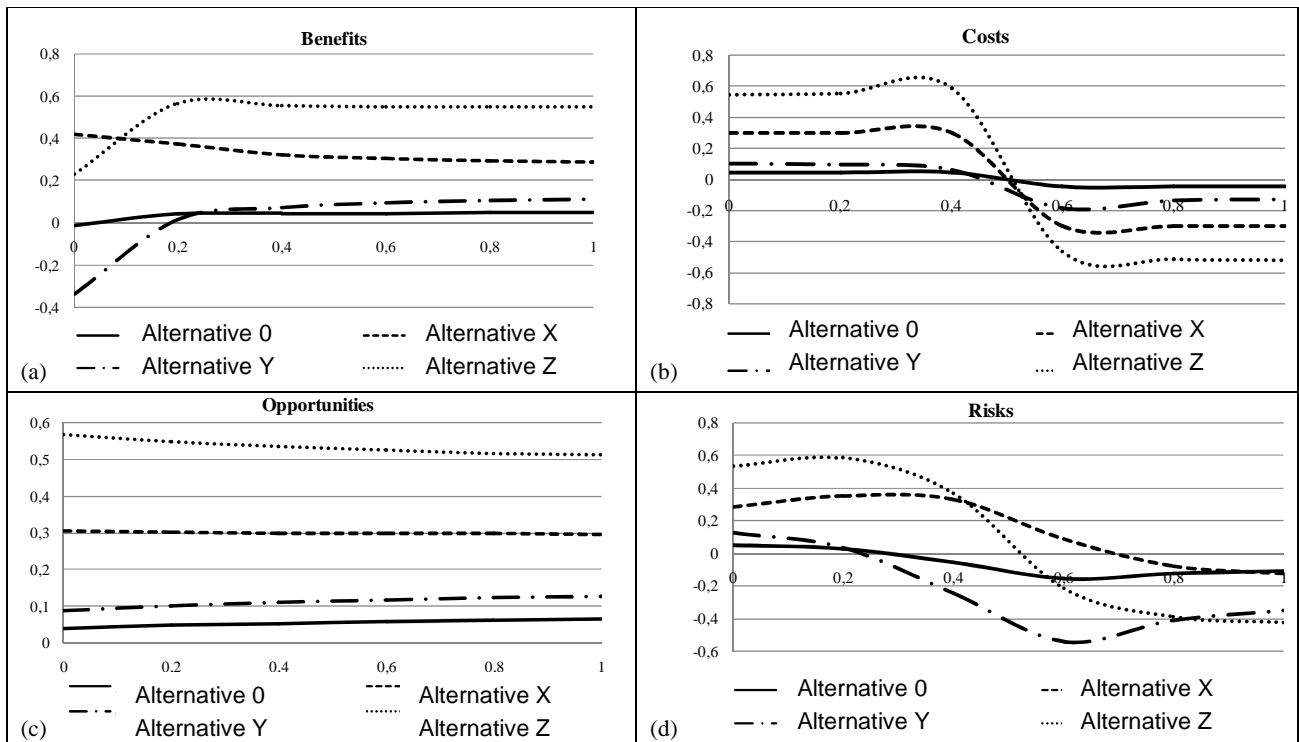 Benefits
0,8
0,6
0,4
0,2
0
-0,2
-0,4
0 0,2 0,4 0,6 0,8 1
Alternative 0 Alternative X
Alternative Y Alternative Z
(a)
Costs
0,8
0,6
0,4
0,2
0
-0,2
-0,4
-0,6
-0,8
0 0,2 0,4 0,6 0,8 1
Alternative 0 Alternative X
Alternative Y Alternative Z
(b)
Opportunities
0,6
0,5
0,4
0,3
0,2
0,1
0
0 0.2 0.4 0,6 0,8 1
Alternative 0 Alternative X
Alternative Y Alternative Z
(c)
Risks
0,8
0,6
0,4
0,2
0
-0,2
-0,4
-0,6
0 0,2 0,4 0,6 0,8 1
Alternative 0 Alternative X
Alternative Y Alternative Z
(d)